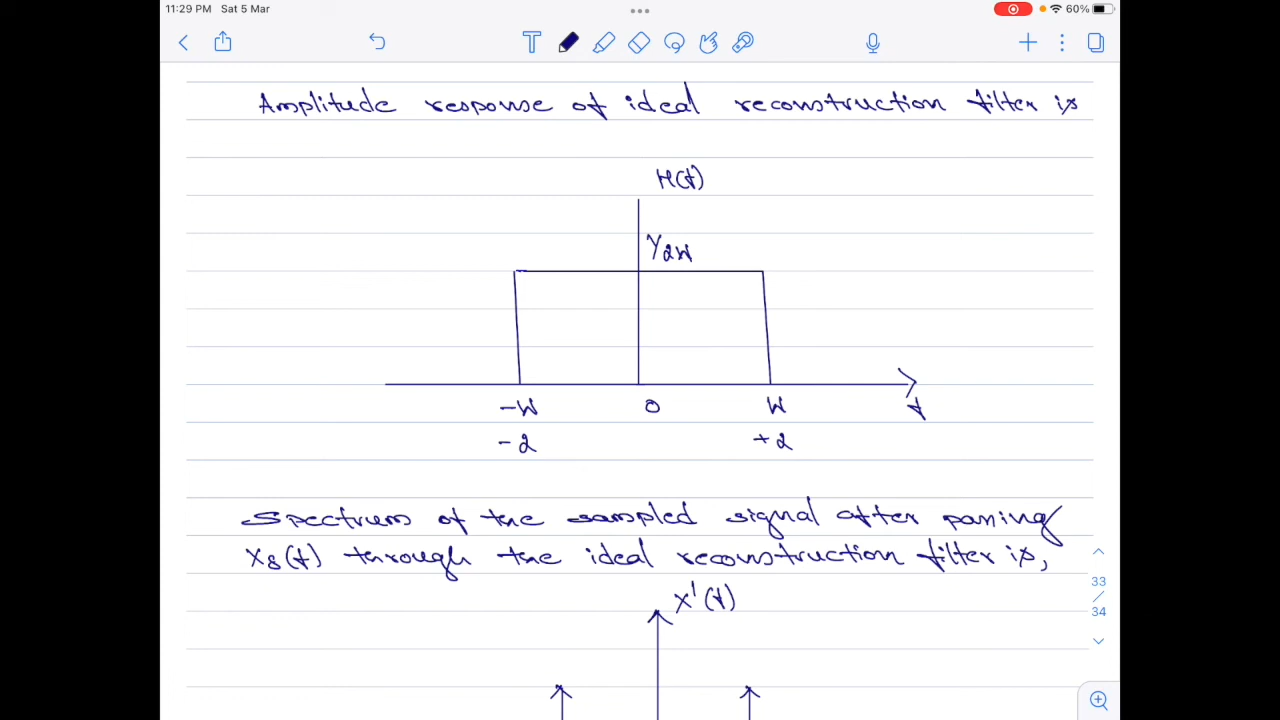 11:29 PM Sat 5 Mar
60%
Amplitude response of ideal reconstruction filter is
H(f)
1/2W
-W 0 W f
-2 +2
Spectrum of the sampled signal after passing
Xδ(f) through the ideal reconstruction filter is,
X'(f)
33
/
34